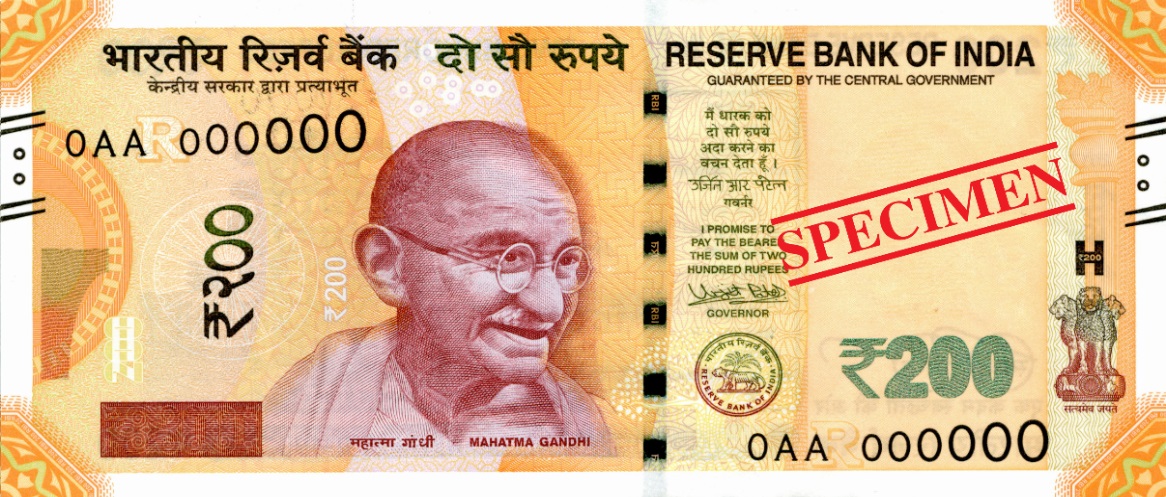 भारतीय रिज़र्व बैंक दो सौ रुपये RESERVE BANK OF INDIA
केन्द्रीय सरकार द्वारा प्रत्याभूत GUARANTEED BY THE CENTRAL GOVERNMENT
0AA 000000
R
₹२००
₹200
RBI
मैं धारक को
दो सौ रुपये
अदा करने का
वचन देता हूँ ।
उर्जित आर पटेल
गवर्नर
I PROMISE TO
PAY THE BEARER
THE SUM OF TWO
HUNDRED RUPEES
GOVERNOR
SPECIMEN
RBI
₹200
भारतीय रिज़र्व बैंक
RESERVE BANK OF INDIA
₹200
सत्यमेव जयते
महात्मा गांधी MAHATMA GANDHI
R
0AA 000000